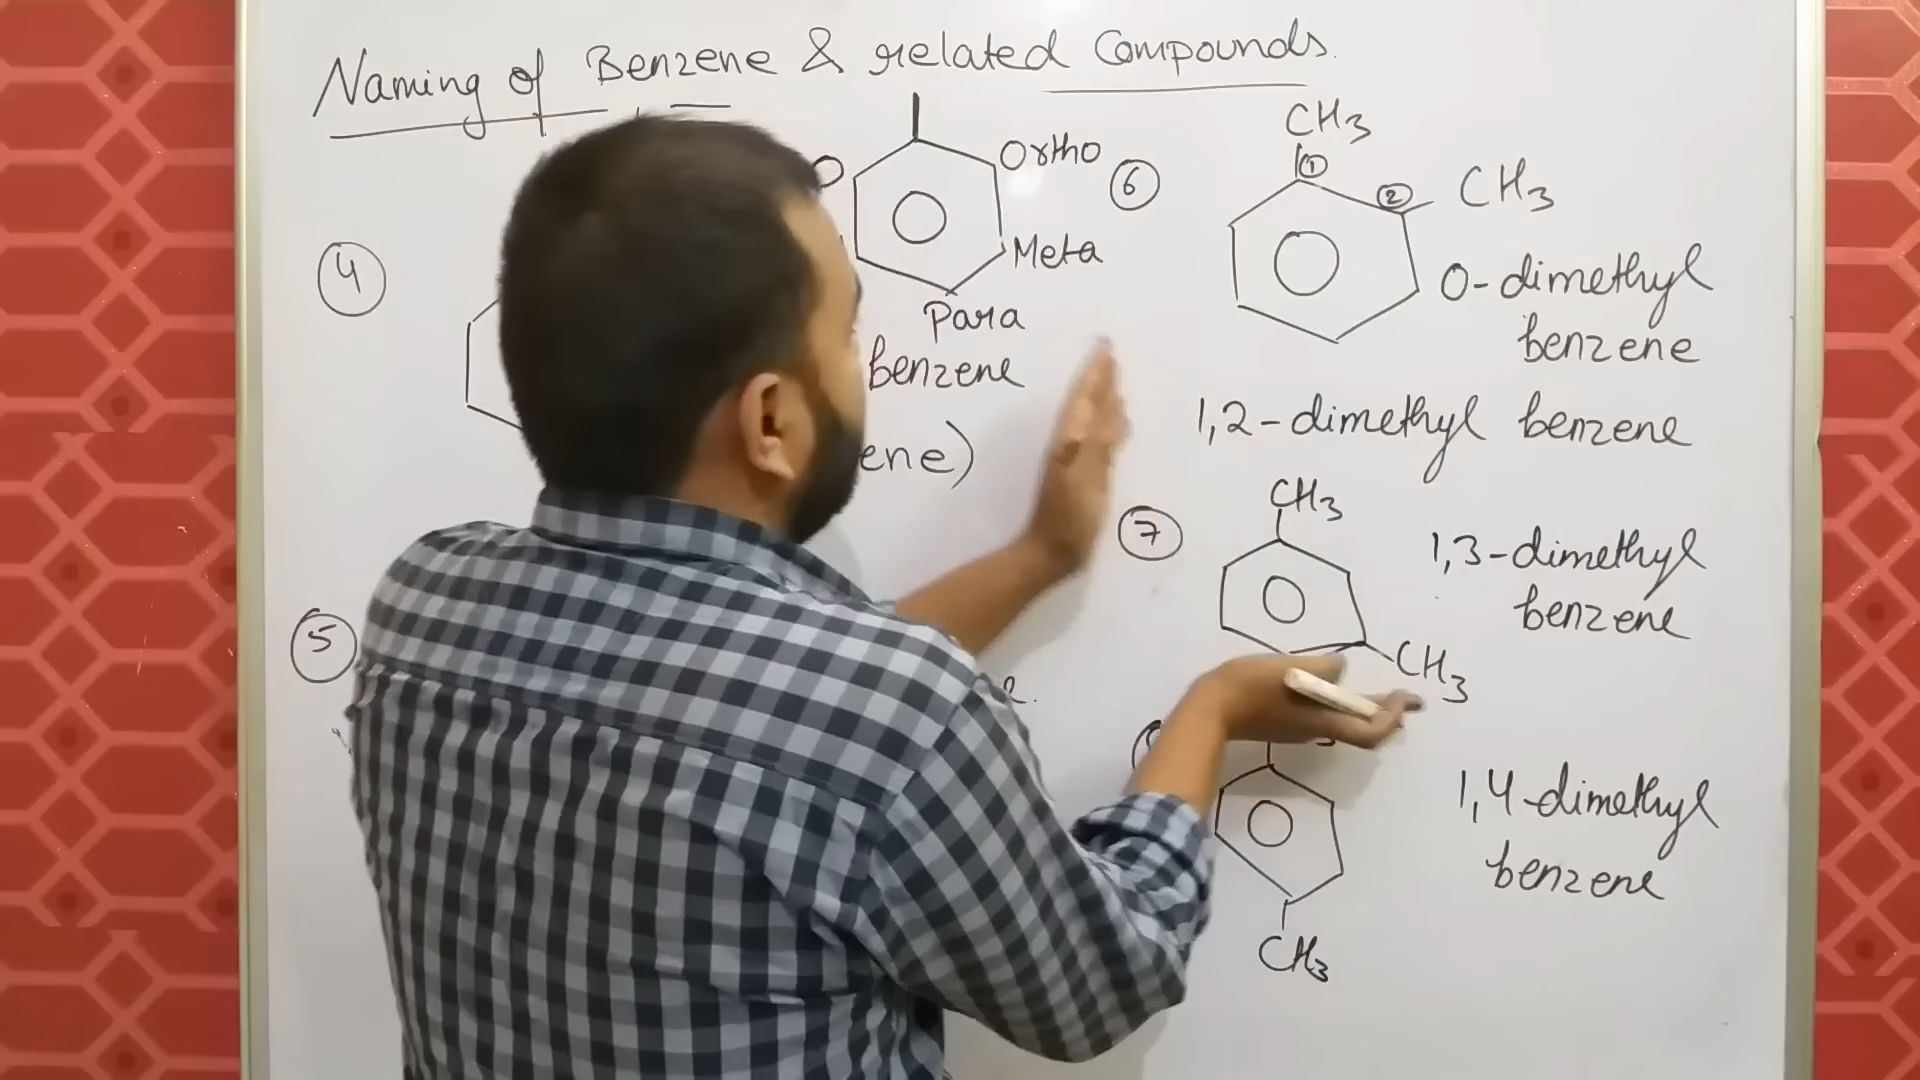 Naming of Benzene & related Compounds.
4
Ortho
Meta
Para
benzene
5
6
CH3
1
2
CH3
O-dimethyl
benzene
1,2-dimethyl benzene
7
CH3
1,3-dimethyl
benzene
CH3
1,4-dimethyl
benzene
CH3